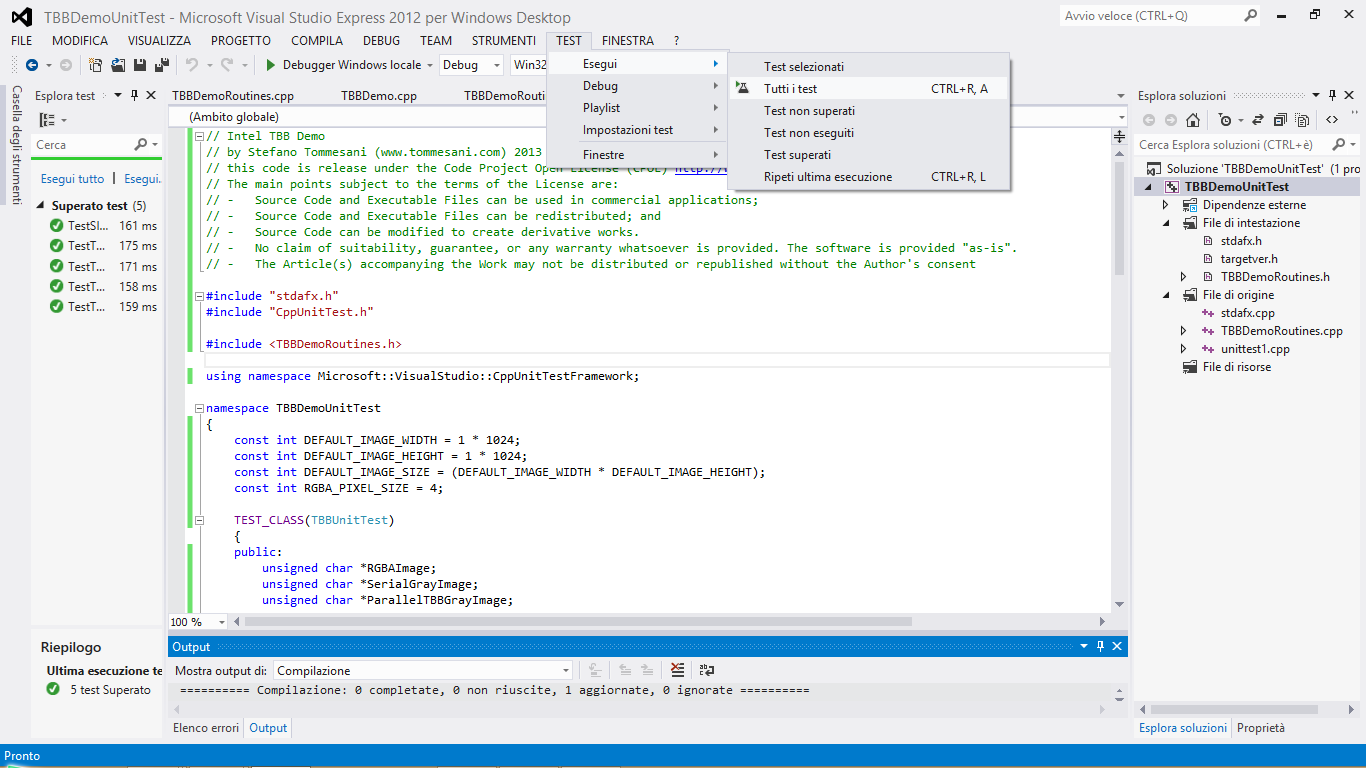 TBBDemoUnitTest - Microsoft Visual Studio Express 2012 per Windows Desktop
Avvio veloce (CTRL+Q)
FILE MODIFICA VISUALIZZA PROGETTO COMPILA DEBUG TEAM STRUMENTI TEST FINESTRA ?
Debugger Windows locale Debug Win32
Esegui
Debug
Playlist
Impostazioni test
Finestre
Test selezionati
Tutti i test CTRL+R, A
Test non superati
Test non eseguiti
Test superati
Ripeti ultima esecuzione CTRL+R, L
Casella degli strumenti
Esplora test
Cerca
Esegui tutto Esegui..
Superato test (5)
TestSI... 161 ms
TestT... 175 ms
TestT... 171 ms
TestT... 158 ms
TestT... 159 ms
Riepilogo
Ultima esecuzione te
5 test Superato
TBBDemoRoutines.cpp TBBDemo.cpp TBBDemoRouti
(Ambito globale)
// Intel TBB Demo
// by Stefano Tommesani (www.tommesani.com) 2013
// this code is release under the Code Project Open License (CPOL)
// The main points subject to the terms of the License are:
// - Source Code and Executable Files can be used in commercial applications;
// - Source Code and Executable Files can be redistributed; and
// - Source Code can be modified to create derivative works.
// - No claim of suitability, guarantee, or any warranty whatsoever is provided. The software is provided "as-is".
// - The Article(s) accompanying the Work may not be distributed or republished without the Author's consent
#include "stdafx.h"
#include "CppUnitTest.h"
#include <TBBDemoRoutines.h>
using namespace Microsoft::VisualStudio::CppUnitTestFramework;
namespace TBBDemoUnitTest
{
const int DEFAULT_IMAGE_WIDTH = 1 * 1024;
const int DEFAULT_IMAGE_HEIGHT = 1 * 1024;
const int DEFAULT_IMAGE_SIZE = (DEFAULT_IMAGE_WIDTH * DEFAULT_IMAGE_HEIGHT);
const int RGBA_PIXEL_SIZE = 4;
TEST_CLASS(TBBUnitTest)
{
public:
unsigned char *RGBAImage;
unsigned char *SerialGrayImage;
unsigned char *ParallelTBBGrayImage;
100 %
Output
Mostra output di: Compilazione
========== Compilazione: 0 completate, 0 non riuscite, 1 aggiornate, 0 ignorate ==========
Elenco errori Output
Esplora soluzioni
Cerca Esplora soluzioni (CTRL+è)
Soluzione 'TBBDemoUnitTest' (1 pro
TBBDemoUnitTest
Dipendenze esterne
File di intestazione
stdafx.h
targetver.h
TBBDemoRoutines.h
File di origine
stdafx.cpp
TBBDemoRoutines.cpp
unittest1.cpp
File di risorse
Esplora soluzioni Proprietà
Pronto